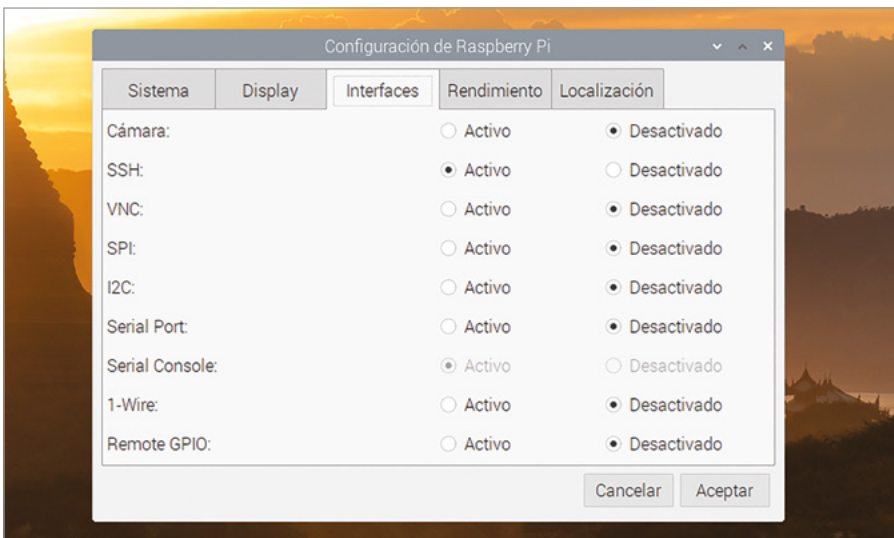 Configuración de Raspberry Pi
Sistema Display Interfaces Rendimiento Localización
Cámara: Activo Desactivado
SSH: Activo Desactivado
VNC: Activo Desactivado
SPI: Activo Desactivado
I2C: Activo Desactivado
Serial Port: Activo Desactivado
Serial Console: Activo Desactivado
1-Wire: Activo Desactivado
Remote GPIO: Activo Desactivado
Cancelar Aceptar